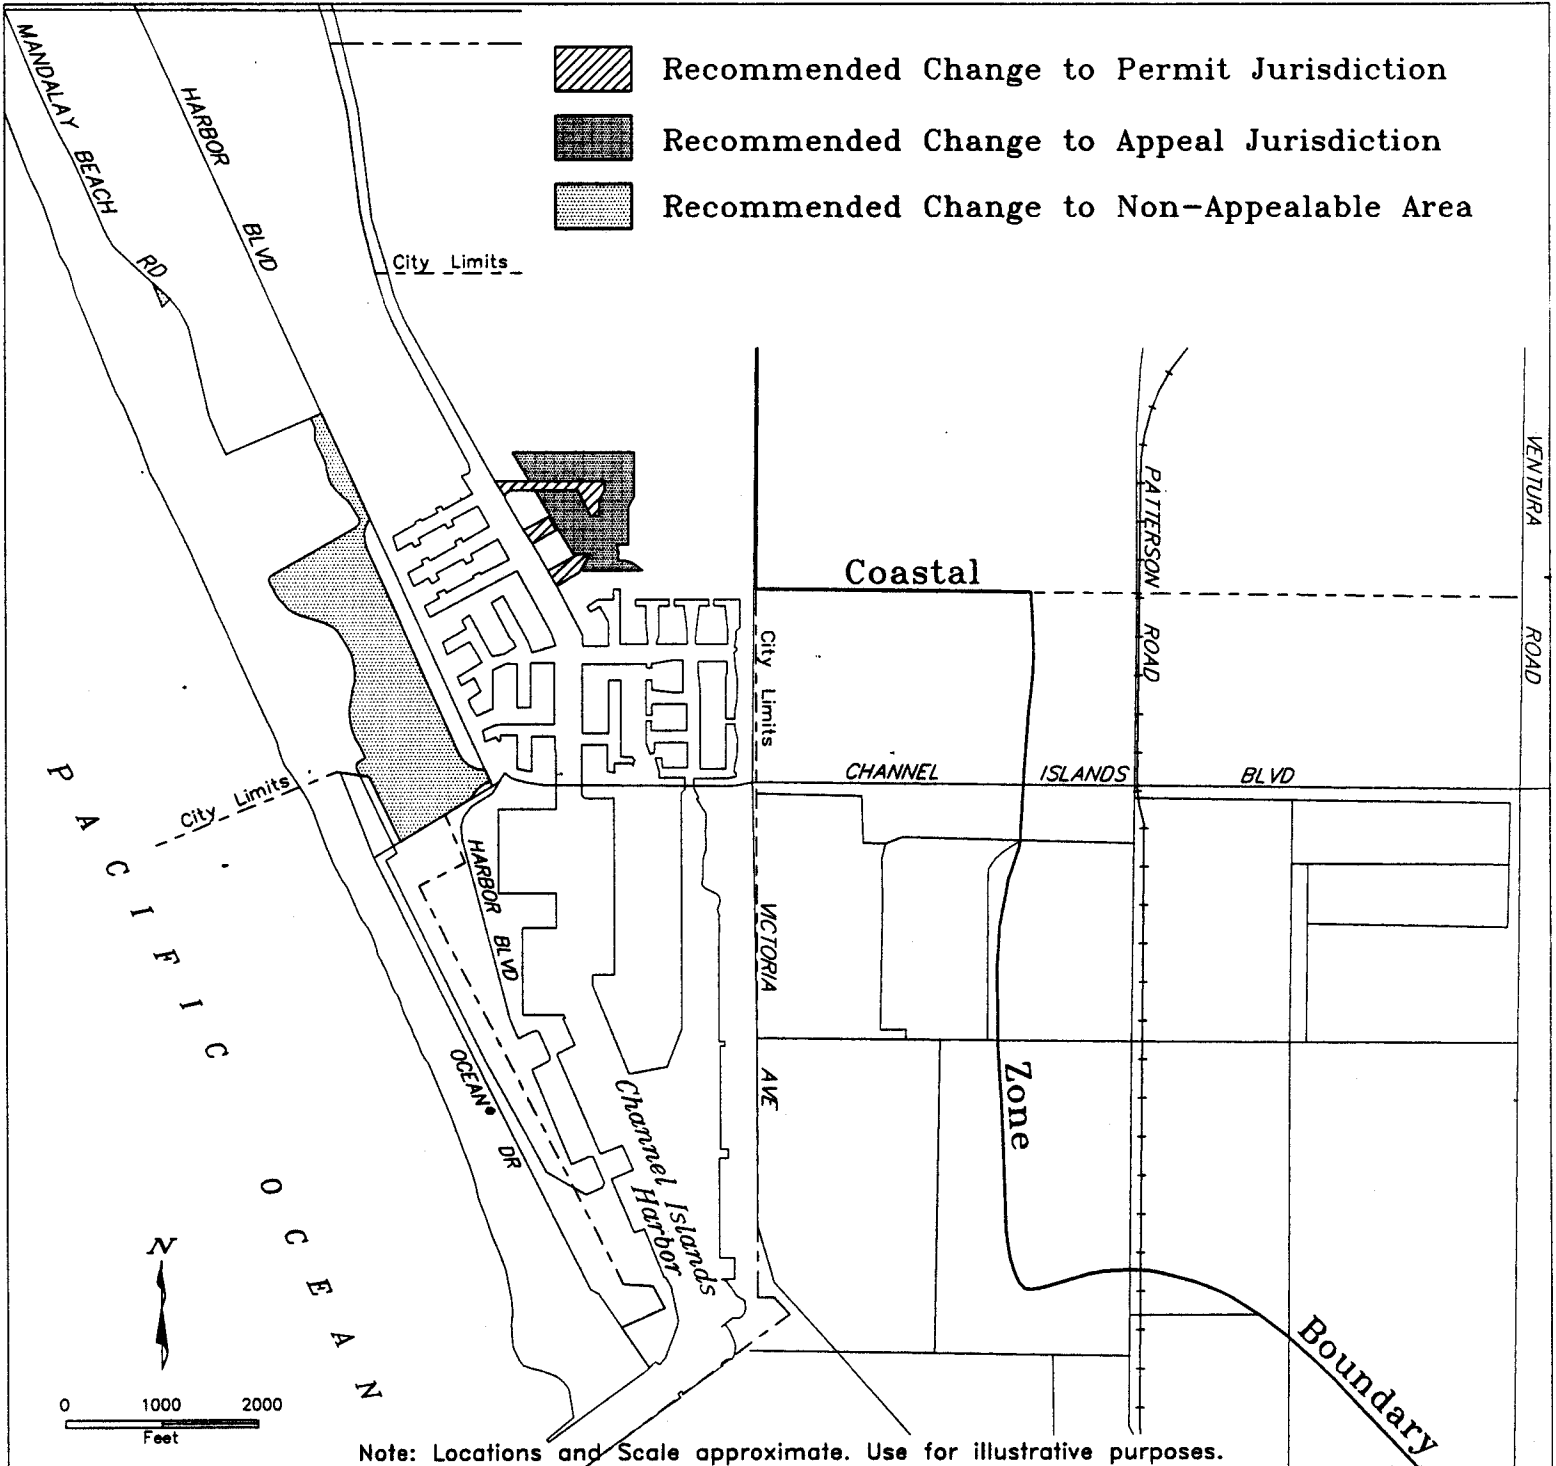 MANDALAY BEACH RD
HARBOR BLVD
Recommended Change to Permit Jurisdiction
Recommended Change to Appeal Jurisdiction
Recommended Change to Non-Appealable Area
City Limits
VENTURA ROAD
PATTERSON ROAD
Coastal
City Limits
CHANNEL ISLANDS BLVD
City Limits
PACIFIC OCEAN
HARBOR BLVD
VICTORIA AVE
OCEAN DR
Zone
Channel Islands
Harbor
N
Boundary
0 1000 2000
Feet
Note: Locations and Scale approximate. Use for illustrative purposes.